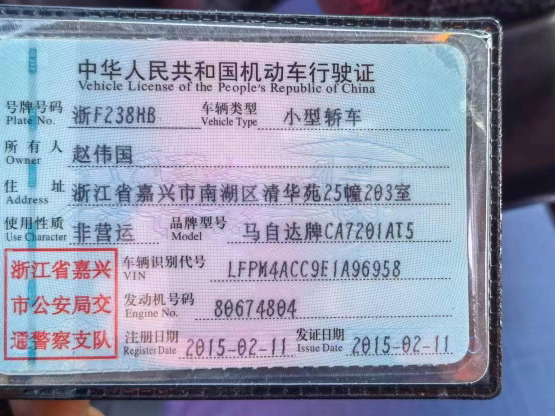 中华人民共和国机动车行驶证
Vehicle License of the People's Republic of China
号牌号码 浙F238HB 车辆类型 小型轿车
Plate No. Vehicle Type
所有人 赵伟国
Owner
住址 浙江省嘉兴市南湖区清华苑25幢203室
Address
使用性质 非营运 品牌型号 马自达牌CA7201AT5
Use Character Model
浙江省嘉兴
市公安局交
通警察支队
车辆识别代号 LFPM4ACC9E1A96958
VIN
发动机号码 80674804
Engine No.
注册日期 2015-02-11 发证日期 2015-02-11
Register Date Issue Date